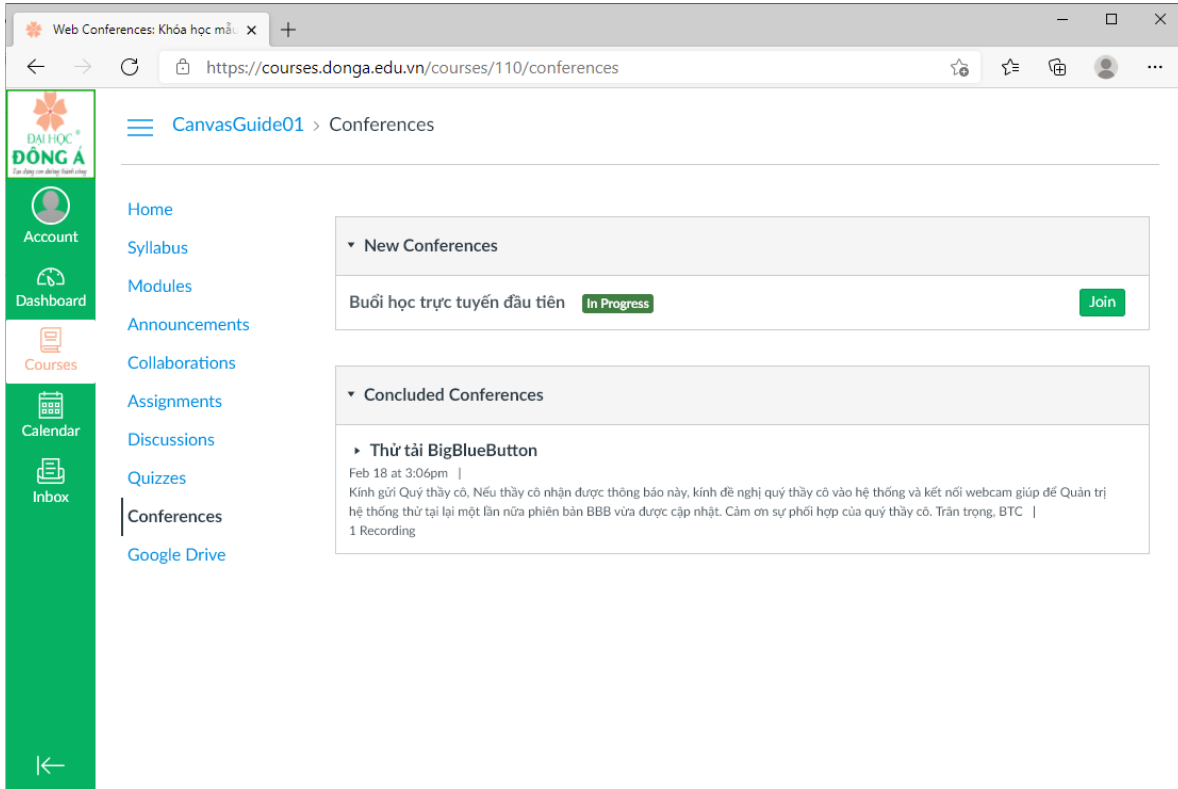 Web Conferences: Khóa học mẫu
https://courses.donga.edu.vn/courses/110/conferences
ĐẠI HỌC
ĐÔNG Á
CanvasGuide01 › Conferences
Account
Dashboard
Courses
Calendar
Inbox
Home
Syllabus
Modules
Announcements
Collaborations
Assignments
Discussions
Quizzes
Conferences
Google Drive
New Conferences
Buổi học trực tuyến đầu tiên In Progress Join
Concluded Conferences
Thử tải BigBlueButton
Feb 18 at 3:06pm |
Kính gửi Quý thầy cô, Nếu thầy cô nhận được thông báo này, kính đề nghị quý thầy cô vào hệ thống và kết nối webcam giúp để Quản trị
hệ thống thử tại lại một lần nữa phiên bản BBB vừa được cập nhật. Cảm ơn sự phối hợp của quý thầy cô. Trân trọng, BTC |
1 Recording